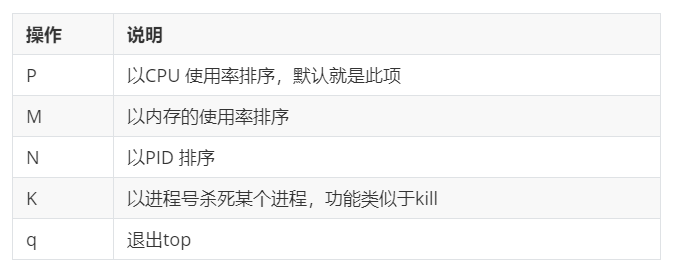 操作 说明
P 以CPU 使用率排序，默认就是此项
M 以内存的使用率排序
N 以PID 排序
K 以进程号杀死某个进程，功能类似于kill
q 退出top